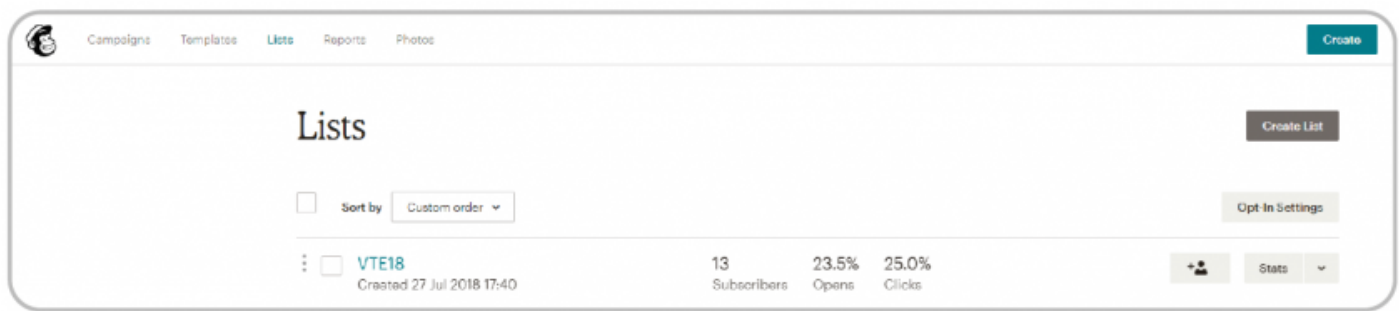 Campaigns Templates Lists Reports Photos Create
Lists Create List
Sort by Custom order Opt-In Settings
VTE18 13 23.5% 25.0% Stats
Created 27 Jul 2018 17:40 Subscribers Opens Clicks